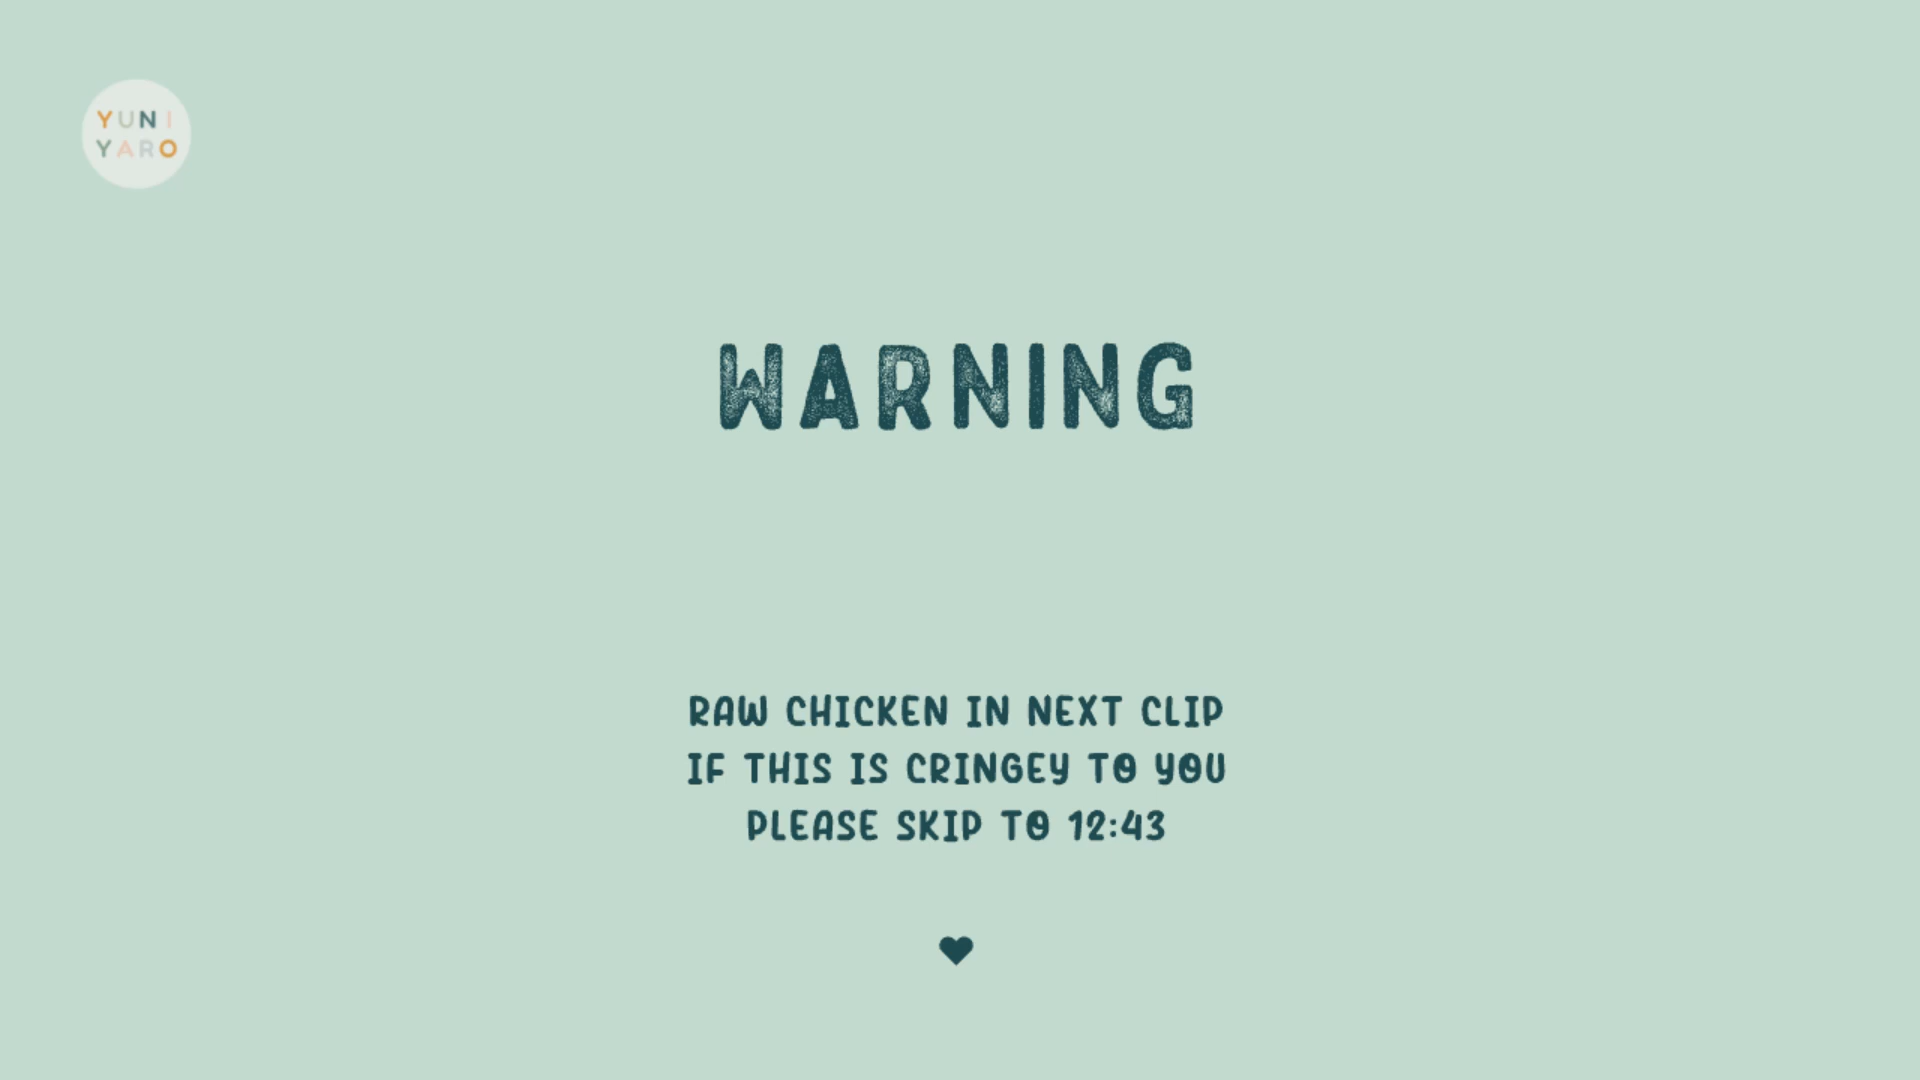 YUNI
YARO
WARNING
RAW CHICKEN IN NEXT CLIP
IF THIS IS CRINGEY TO YOU
PLEASE SKIP TO 12:43